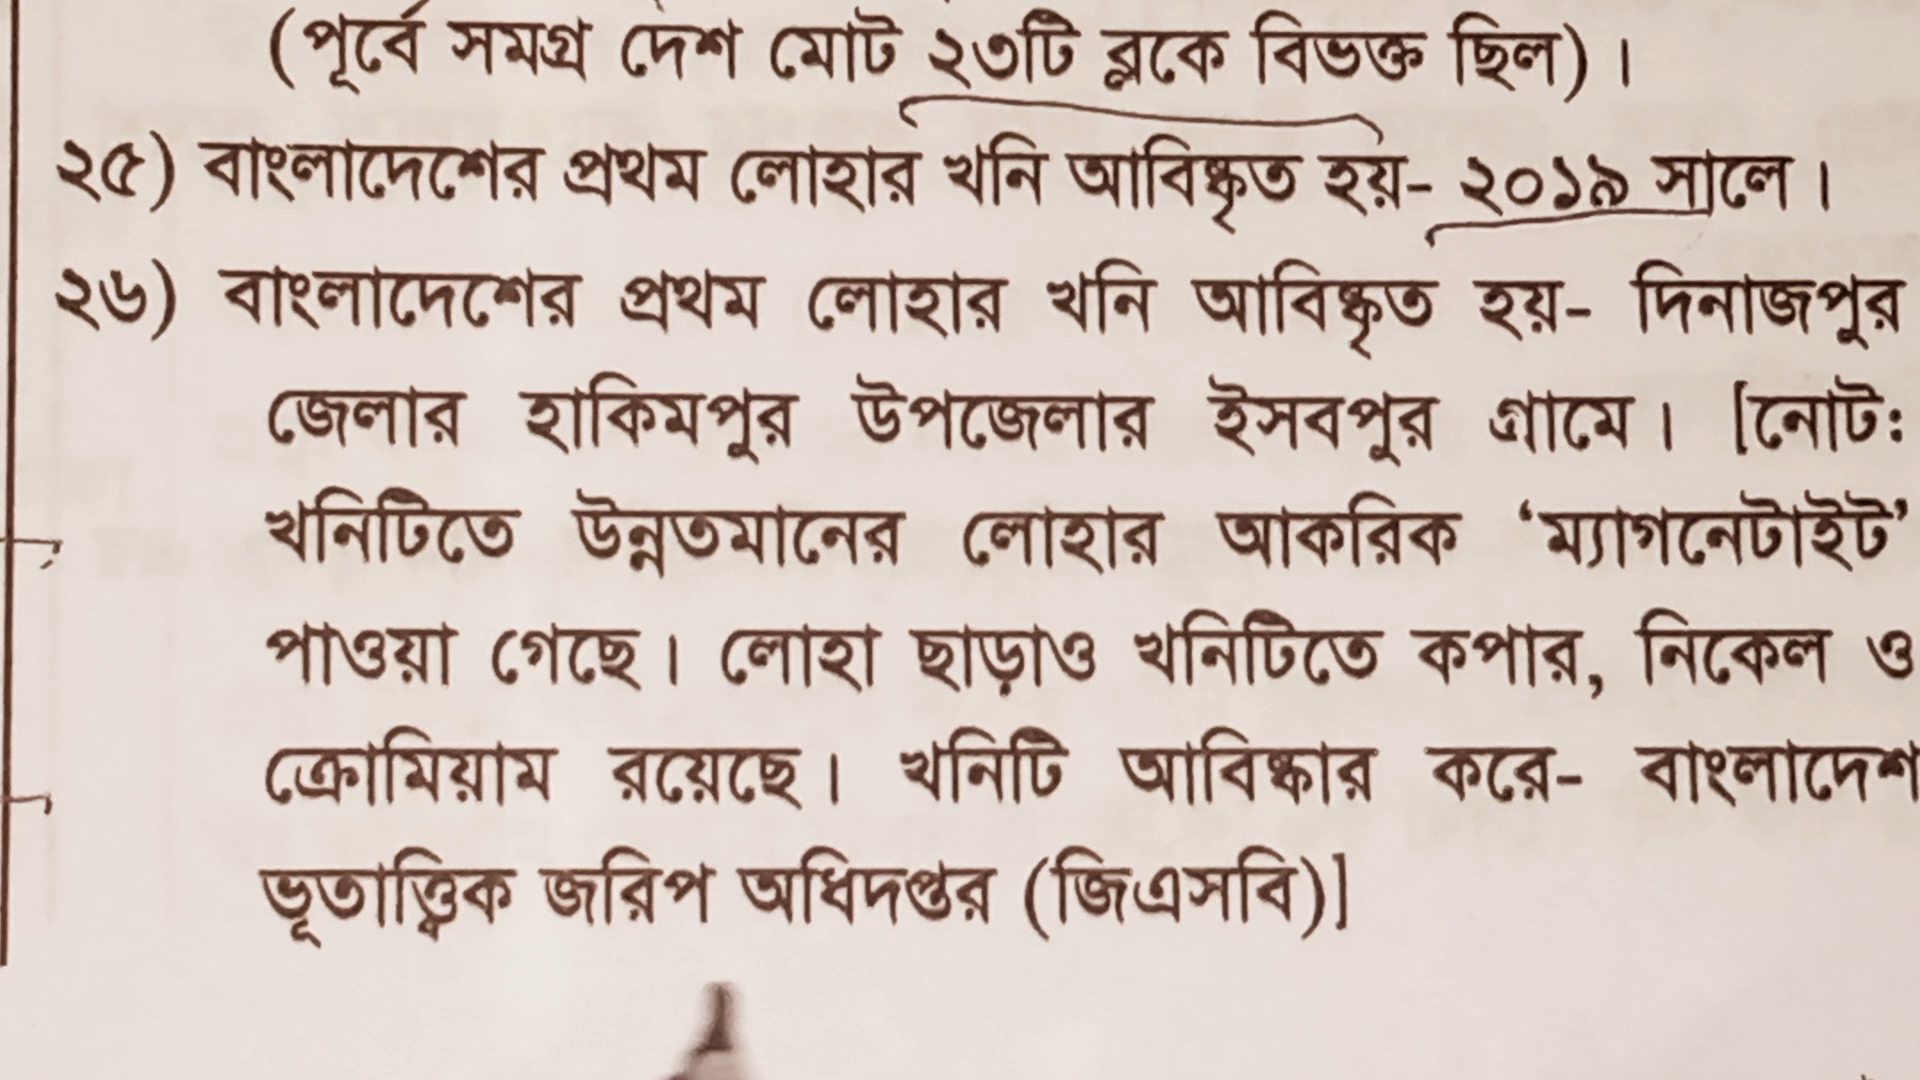 (পূর্বে সমগ্র দেশ মোট ২৩টি ব্লকে বিভক্ত ছিল)।
২৫) বাংলাদেশের প্রথম লোহার খনি আবিষ্কৃত হয়- ২০১৯ সালে।
২৬) বাংলাদেশের প্রথম লোহার খনি আবিষ্কৃত হয়- দিনাজপুর
জেলার হাকিমপুর উপজেলার ইসবপুর গ্রামে। [নোট:
খনিটিতে উন্নতমানের লোহার আকরিক ‘ম্যাগনেটাইট’
পাওয়া গেছে। লোহা ছাড়াও খনিটিতে কপার, নিকেল ও
ক্রোমিয়াম রয়েছে। খনিটি আবিষ্কার করে- বাংলাদেশ
ভূতাত্ত্বিক জরিপ অধিদপ্তর (জিএসবি)]